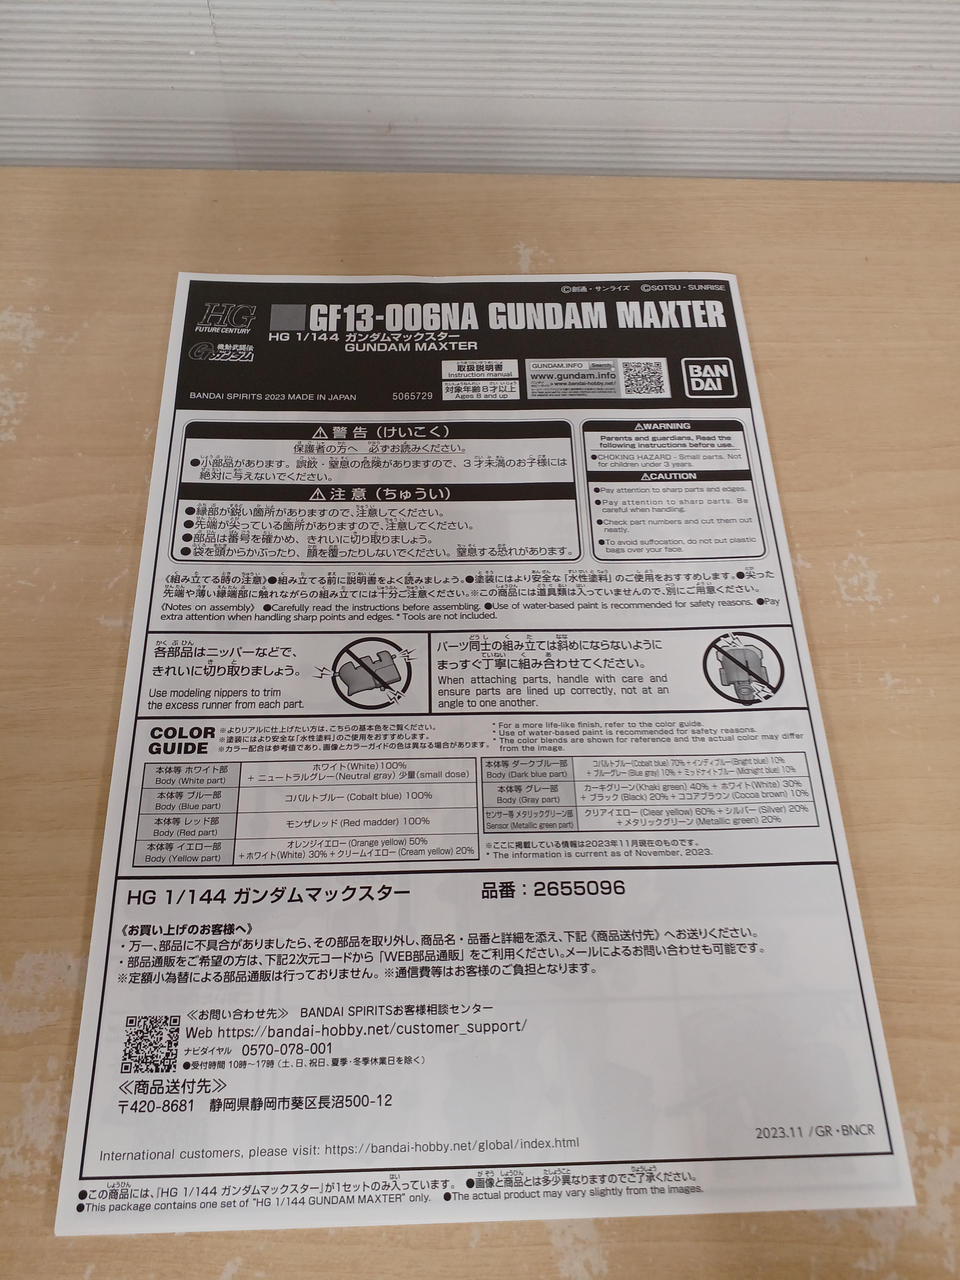 ©創通・サンライズ ©SOTSU・SUNRISE
HG
FUTURE CENTURY
GF13-006NA GUNDAM MAXTER
HG 1/144 ガンダムマックスター
GUNDAM MAXTER
機動武闘伝
Gガンダム
取扱説明書
Instruction manual
対象年齢8才以上
Ages 8 and up
GUNDAM.INFO Search
www.gundam.info
www.bandai-hobby.net/
BAN
DAI
BANDAI SPIRITS 2023 MADE IN JAPAN 5065729
⚠警告(けいこく)
保護者の方へ 必ずお読みください。
●小部品があります。誤飲・窒息の危険がありますので、3才未満のお子様には
絶対に与えないでください。
⚠注意(ちゅうい)
●縁部が鋭い箇所がありますので、注意してください。
●先端が尖っている箇所がありますので、注意してください。
●部品は番号を確かめ、きれいに切り取りましょう。
●袋を頭からかぶったり、顔を覆ったりしないでください。窒息する恐れがあります。
⚠WARNING
Parents and guardians, Read the
following instructions before use.
●CHOKING HAZARD - Small parts. Not
for children under 3 years.
⚠CAUTION
●Pay attention to sharp parts and edges.
●Pay attention to sharp parts. Be
careful when handling.
●Check part numbers and cut them out
neatly.
●To avoid suffocation, do not put plastic
bags over your face.
《組み立てる時の注意》●組み立てる前に説明書をよく読みましょう。●塗装にはより安全な「水性塗料」のご使用をおすすめします。●尖った
先端や薄い縁端部に触れながらの組み立てには十分ご注意ください。※この商品には道具類は入っていませんので、別にご用意ください。
《Notes on assembly》 ●Carefully read the instructions before assembling. ●Use of water-based paint is recommended for safety reasons. ●Pay
extra attention when handling sharp points and edges. * Tools are not included.
各部品はニッパーなどで、
きれいに切り取りましょう。
Use modeling nippers to trim
the excess runner from each part.
パーツ同士の組み立ては斜めにならないように
まっすぐ丁寧に組み合わせてください。
When attaching parts, handle with care and
ensure parts are lined up correctly, not at an
angle to one another.
COLOR
GUIDE
※よりリアルに仕上げたい方は、こちらの基本色をご覧ください。
※塗装にはより安全な「水性塗料」のご使用をおすすめします。
※カラー配合は参考値であり、画像とカラーガイドの色は異なる場合があります。
* For a more life-like finish, refer to the color guide.
* Use of water-based paint is recommended for safety reasons.
* The color blends are shown for reference and the actual color may differ
from the image.
本体等 ホワイト部
Body (White part)
ホワイト(White) 100%
+ ニュートラルグレー(Neutral gray) 少量(small dose)
本体等 ブルー部
Body (Blue part)
コバルトブルー(Cobalt blue) 100%
本体等 レッド部
Body (Red part)
モンザレッド(Red madder) 100%
本体等 イエロー部
Body (Yellow part)
オレンジイエロー(Orange yellow) 50%
+ホワイト(White) 30%+クリームイエロー(Cream yellow) 20%
本体等 ダークブルー部
Body (Dark blue part)
コバルトブルー(Cobalt blue) 70%+インディブルー(Bright blue) 10%
+ブルーグレー(Blue gray) 10%+ミッドナイトブルー(Midnight blue) 10%
本体等 グレー部
Body (Gray part)
カーキグリーン(Khaki green) 40% + ホワイト(White) 30%
+ ブラック(Black) 20% + ココアブラウン(Cocoa brown) 10%
センサー等 メタリックグリーン部
Sensor (Metallic green part)
クリアイエロー(Clear yellow) 60% + シルバー(Silver) 20%
+メタリックグリーン(Metallic green) 20%
※ここに掲載している情報は2023年11月現在のものです。
* The information is current as of November, 2023.
HG 1/144 ガンダムマックスター 品番：2655096
《お買い上げのお客様へ》
・万一、部品に不具合がありましたら、その部品を取り外し、商品名・品番と詳細を添え、下記《商品送付先》へお送りください。
・部品通販をご希望の方は、下記2次元コードから「WEB部品通販」をご利用ください。メールによるお問い合わせも可能です。
※定額小為替による部品通販は行っておりません。※通信費等はお客様のご負担となります。
≪お問い合わせ先≫ BANDAI SPIRITSお客様相談センター
Web https://bandai-hobby.net/customer_support/
ナビダイヤル 0570-078-001
●受付時間 10時～17時(土、日、祝日、夏季・冬季休業日を除く)
≪商品送付先≫
〒420-8681 静岡県静岡市葵区長沼500-12
2023.11 /GR・BNCR
International customers, please visit: https://bandai-hobby.net/global/index.html
●この商品には、「HG 1/144 ガンダムマックスター」が1セットのみ入っています。 ●画像と商品とは多少異なりますのでご了承ください。
●This package contains one set of "HG 1/144 GUNDAM MAXTER" only. ●The actual product may vary slightly from the images.